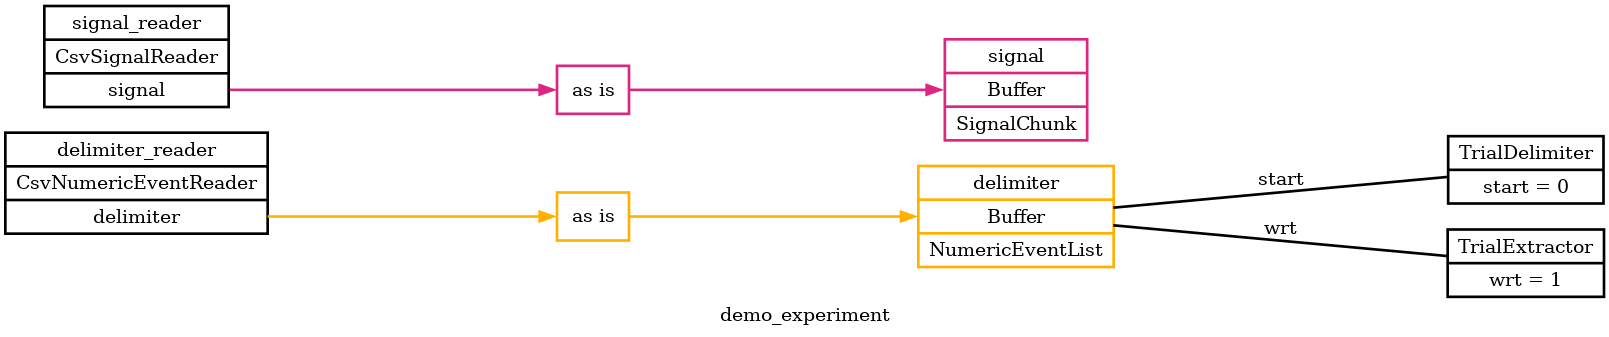 signal_reader
CsvSignalReader
signal
as is
signal
Buffer
SignalChunk
delimiter_reader
CsvNumericEventReader
delimiter
as is
delimiter
Buffer
NumericEventList
start
wrt
TrialDelimiter
start = 0
TrialExtractor
wrt = 1
demo_experiment